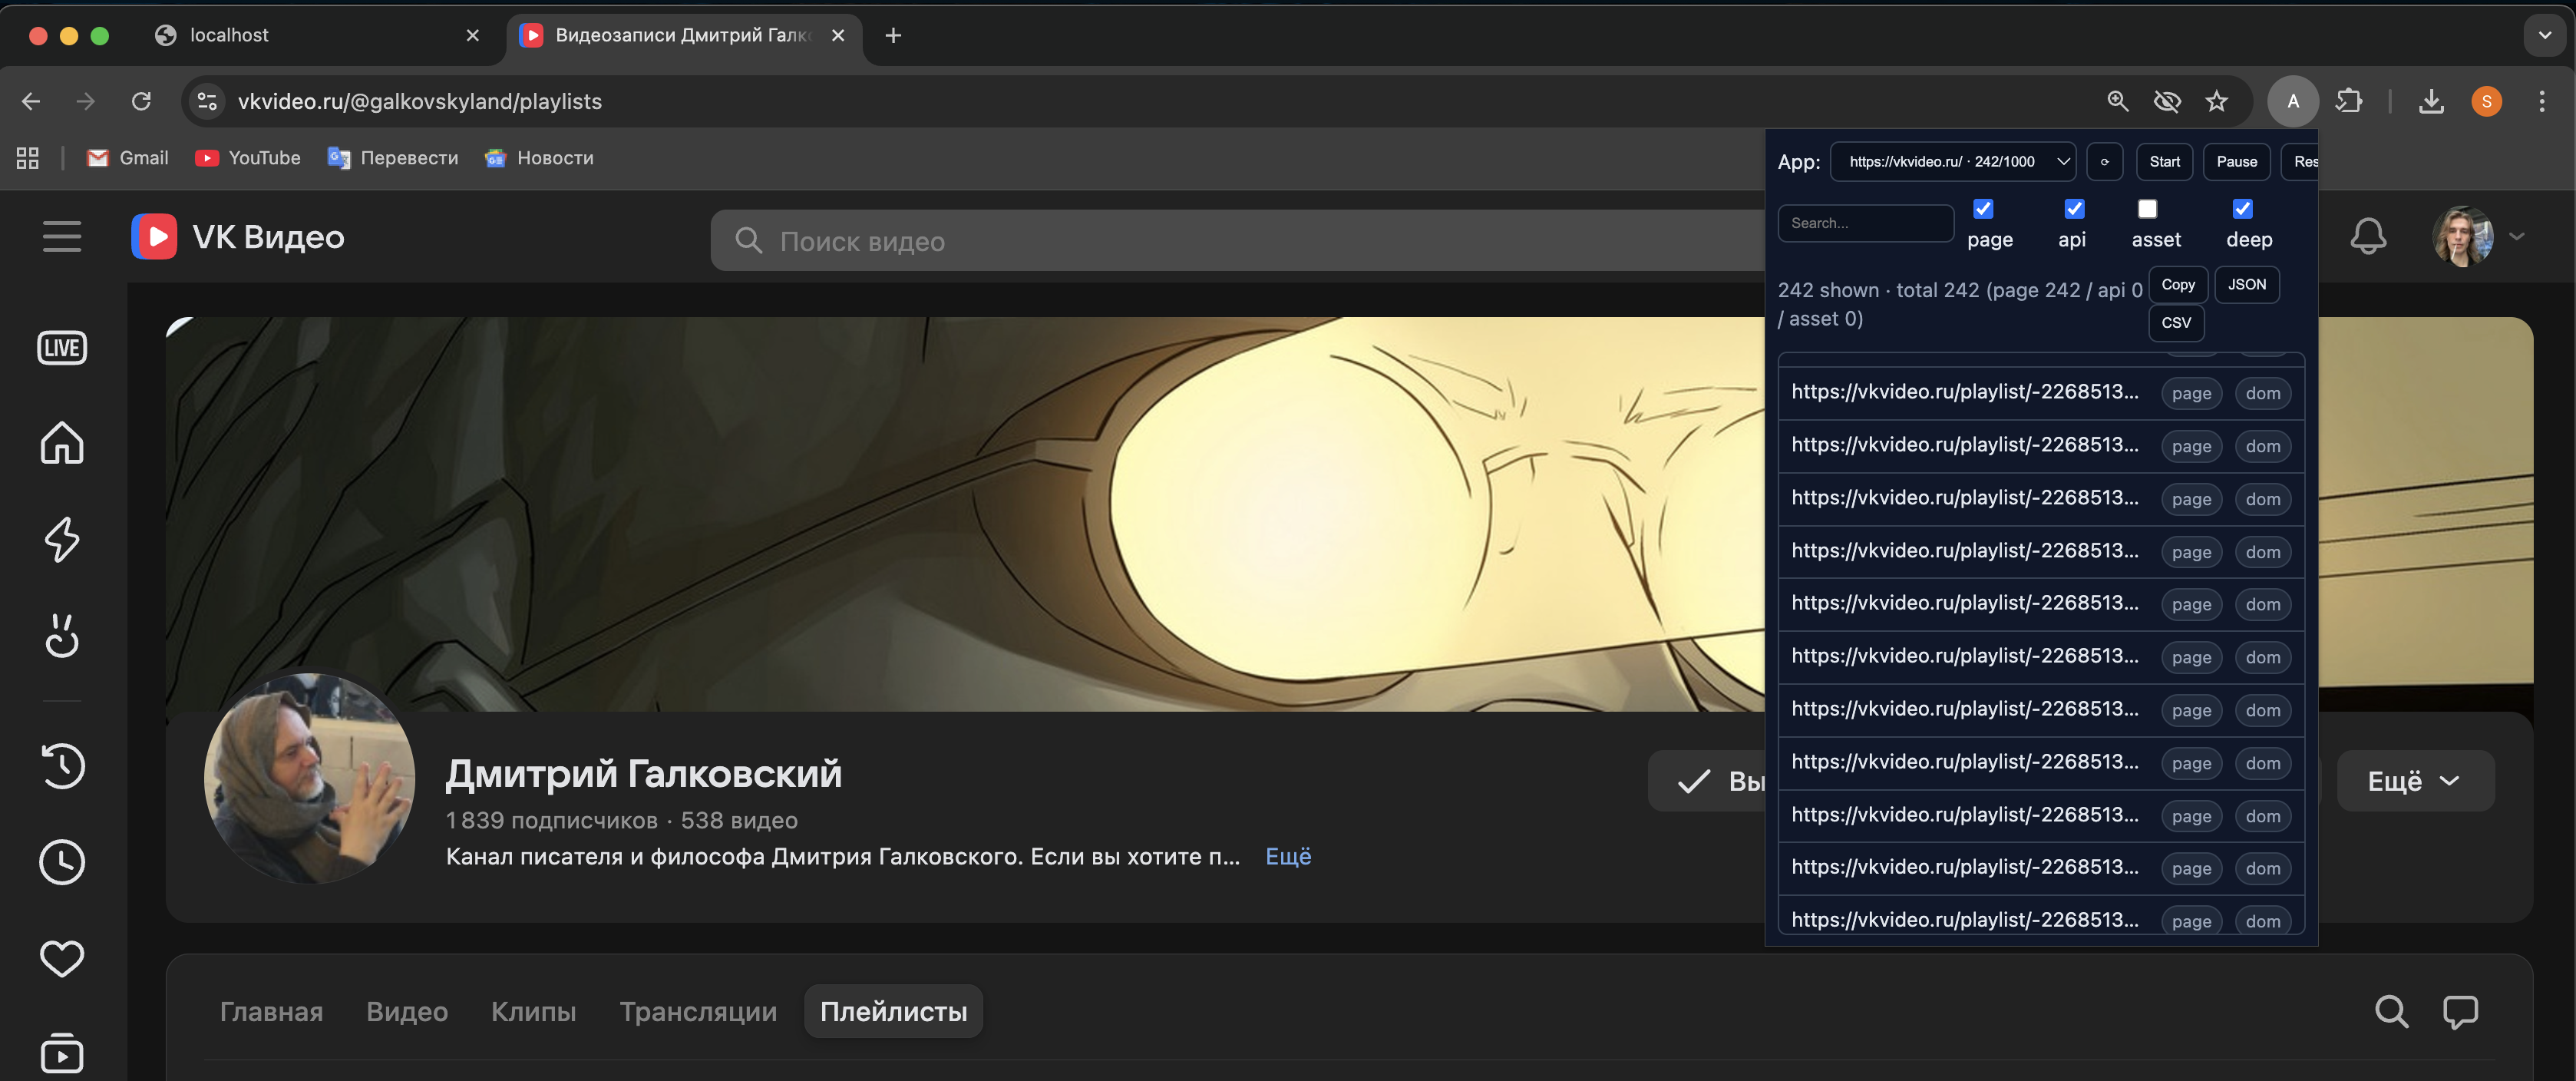 localhost
Видеозаписи Дмитрий Галко
vkvideo.ru/@galkovskyland/playlists
A
S
Gmail
YouTube
Перевести
Новости
VK Видео
Поиск видео
App:
https://vkvideo.ru/ · 242/1000
Start
Pause
Res
Search...
page
api
asset
deep
242 shown · total 242 (page 242 / api 0
/ asset 0)
Copy
JSON
CSV
https://vkvideo.ru/playlist/-2268513... page dom
https://vkvideo.ru/playlist/-2268513... page dom
https://vkvideo.ru/playlist/-2268513... page dom
https://vkvideo.ru/playlist/-2268513... page dom
https://vkvideo.ru/playlist/-2268513... page dom
https://vkvideo.ru/playlist/-2268513... page dom
https://vkvideo.ru/playlist/-2268513... page dom
https://vkvideo.ru/playlist/-2268513... page dom
https://vkvideo.ru/playlist/-2268513... page dom
https://vkvideo.ru/playlist/-2268513... page dom
https://vkvideo.ru/playlist/-2268513... page dom
LIVE
Дмитрий Галковский
1 839 подписчиков · 538 видео
Канал писателя и философа Дмитрия Галковского. Если вы хотите п... Ещё
Вы
Ещё
Главная
Видео
Клипы
Трансляции
Плейлисты